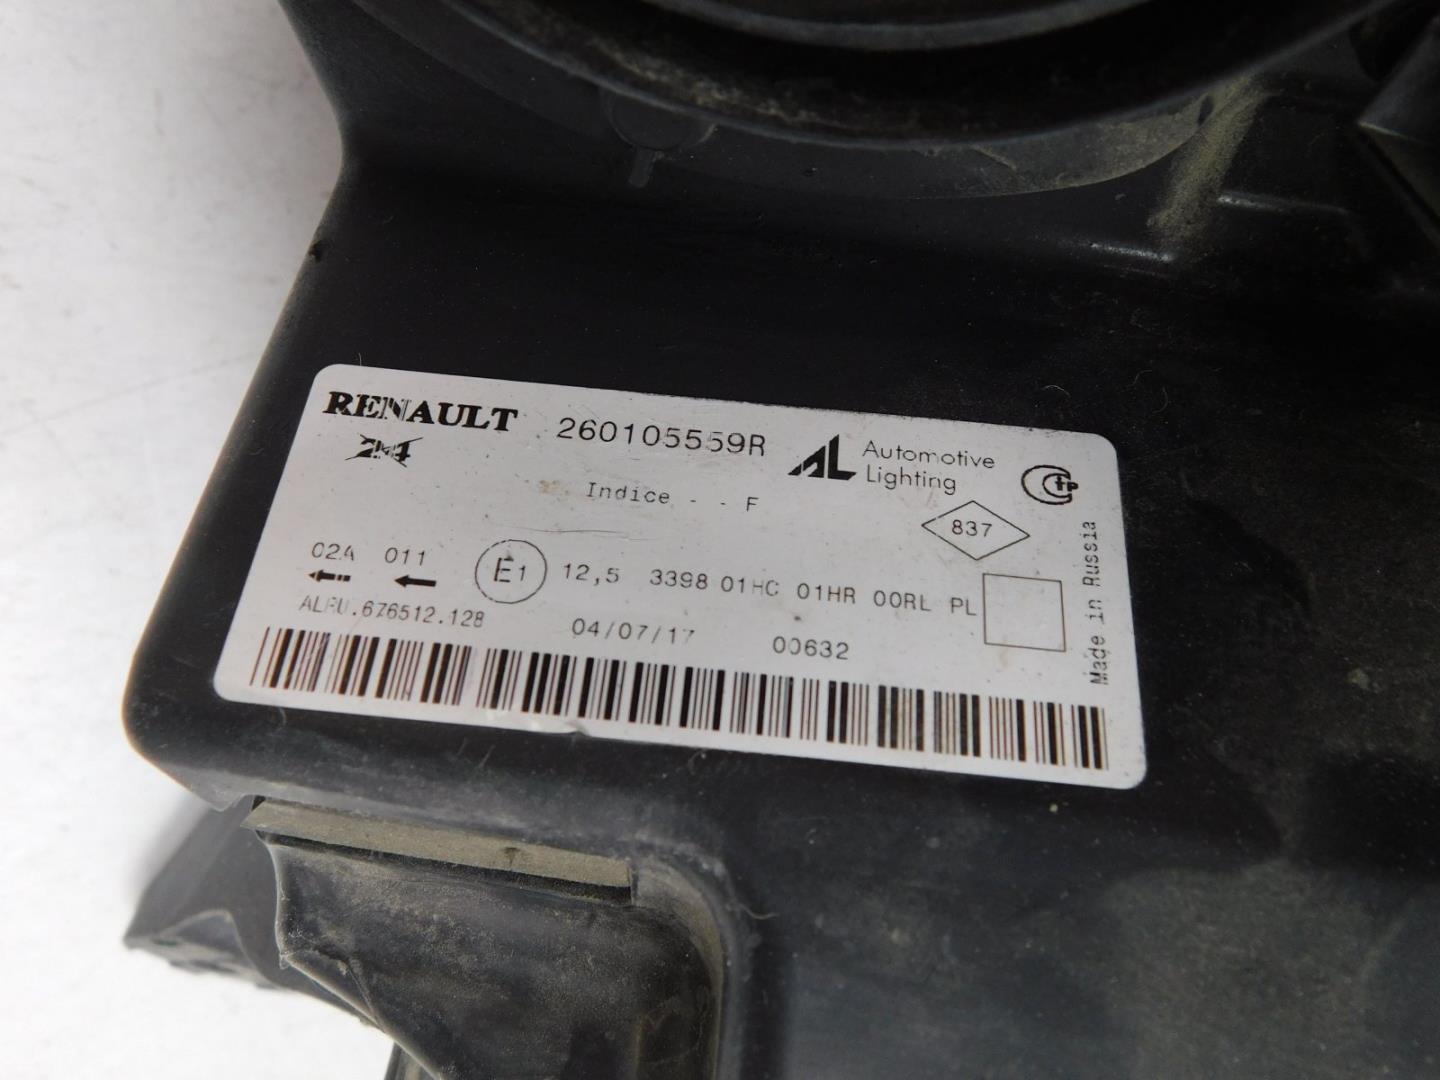 RENAULT 260105559R Automotive Lighting
Indice - - F
837
02A 011 E1 12,5 3398 01HC 01HR 00RL PL
ALRU.676512.128 04/07/17 00632
Made in Russia